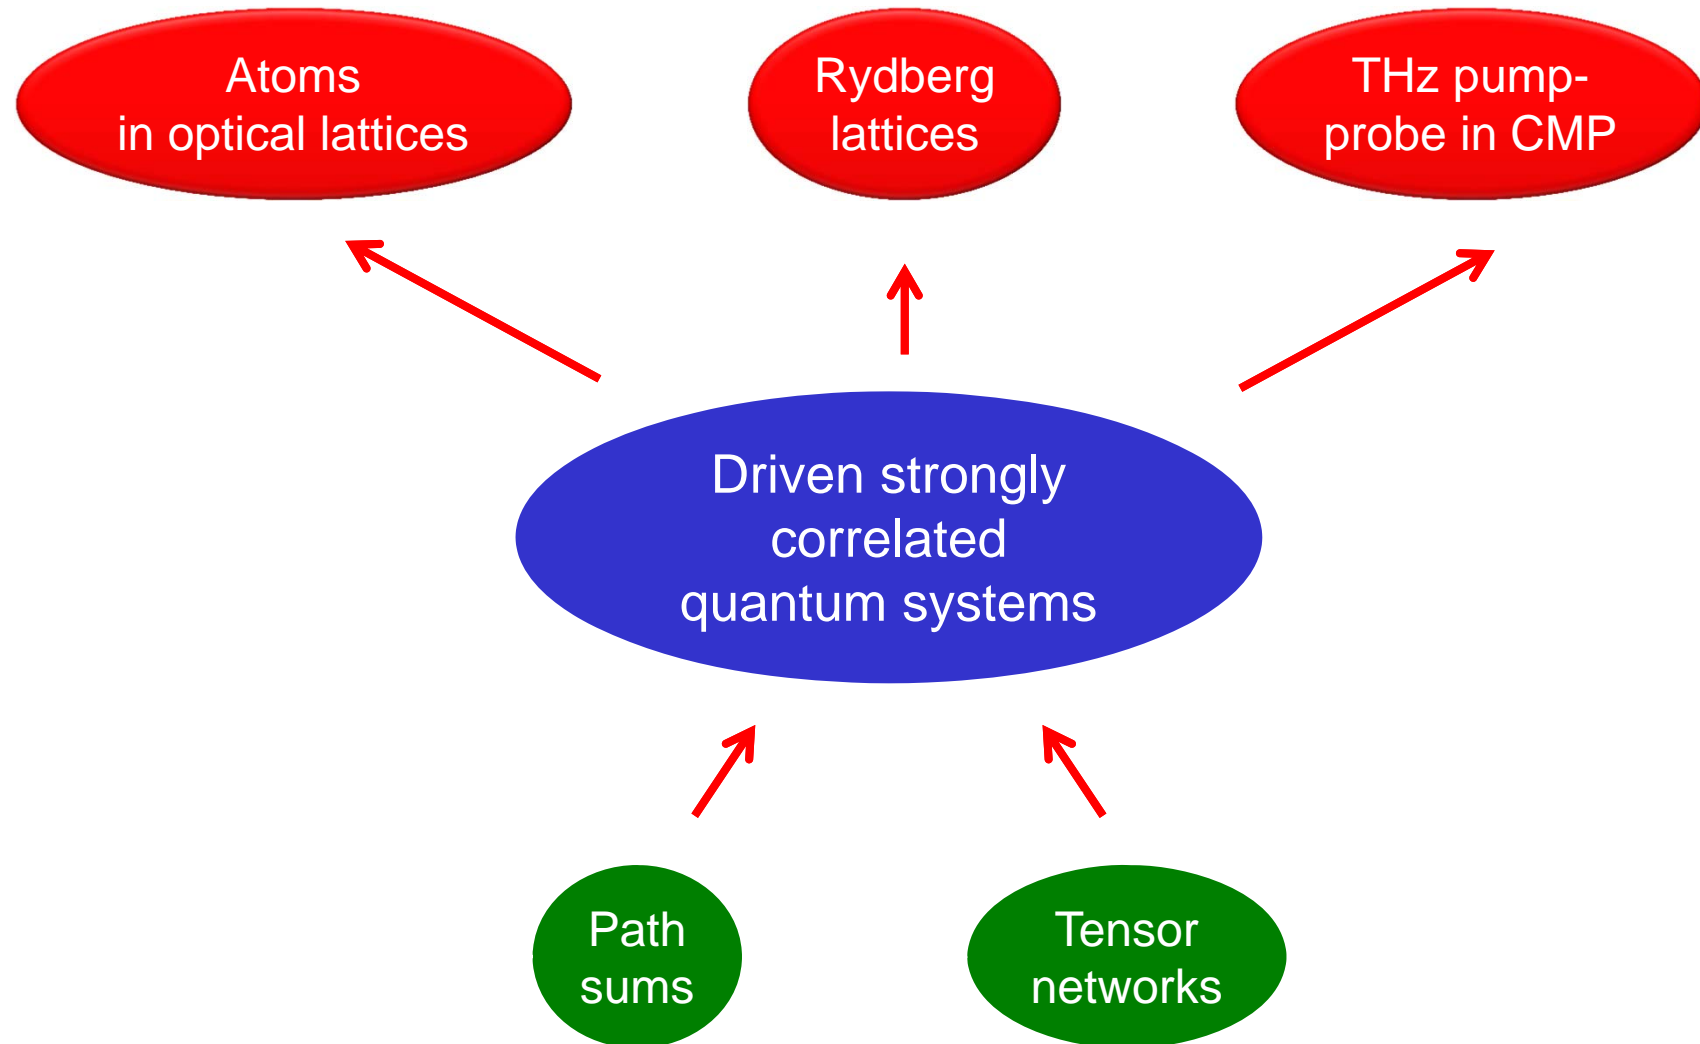 Atoms
in optical lattices
Rydberg
lattices
THz pump-
probe in CMP
Driven strongly
correlated
quantum systems
Path
sums
Tensor
networks